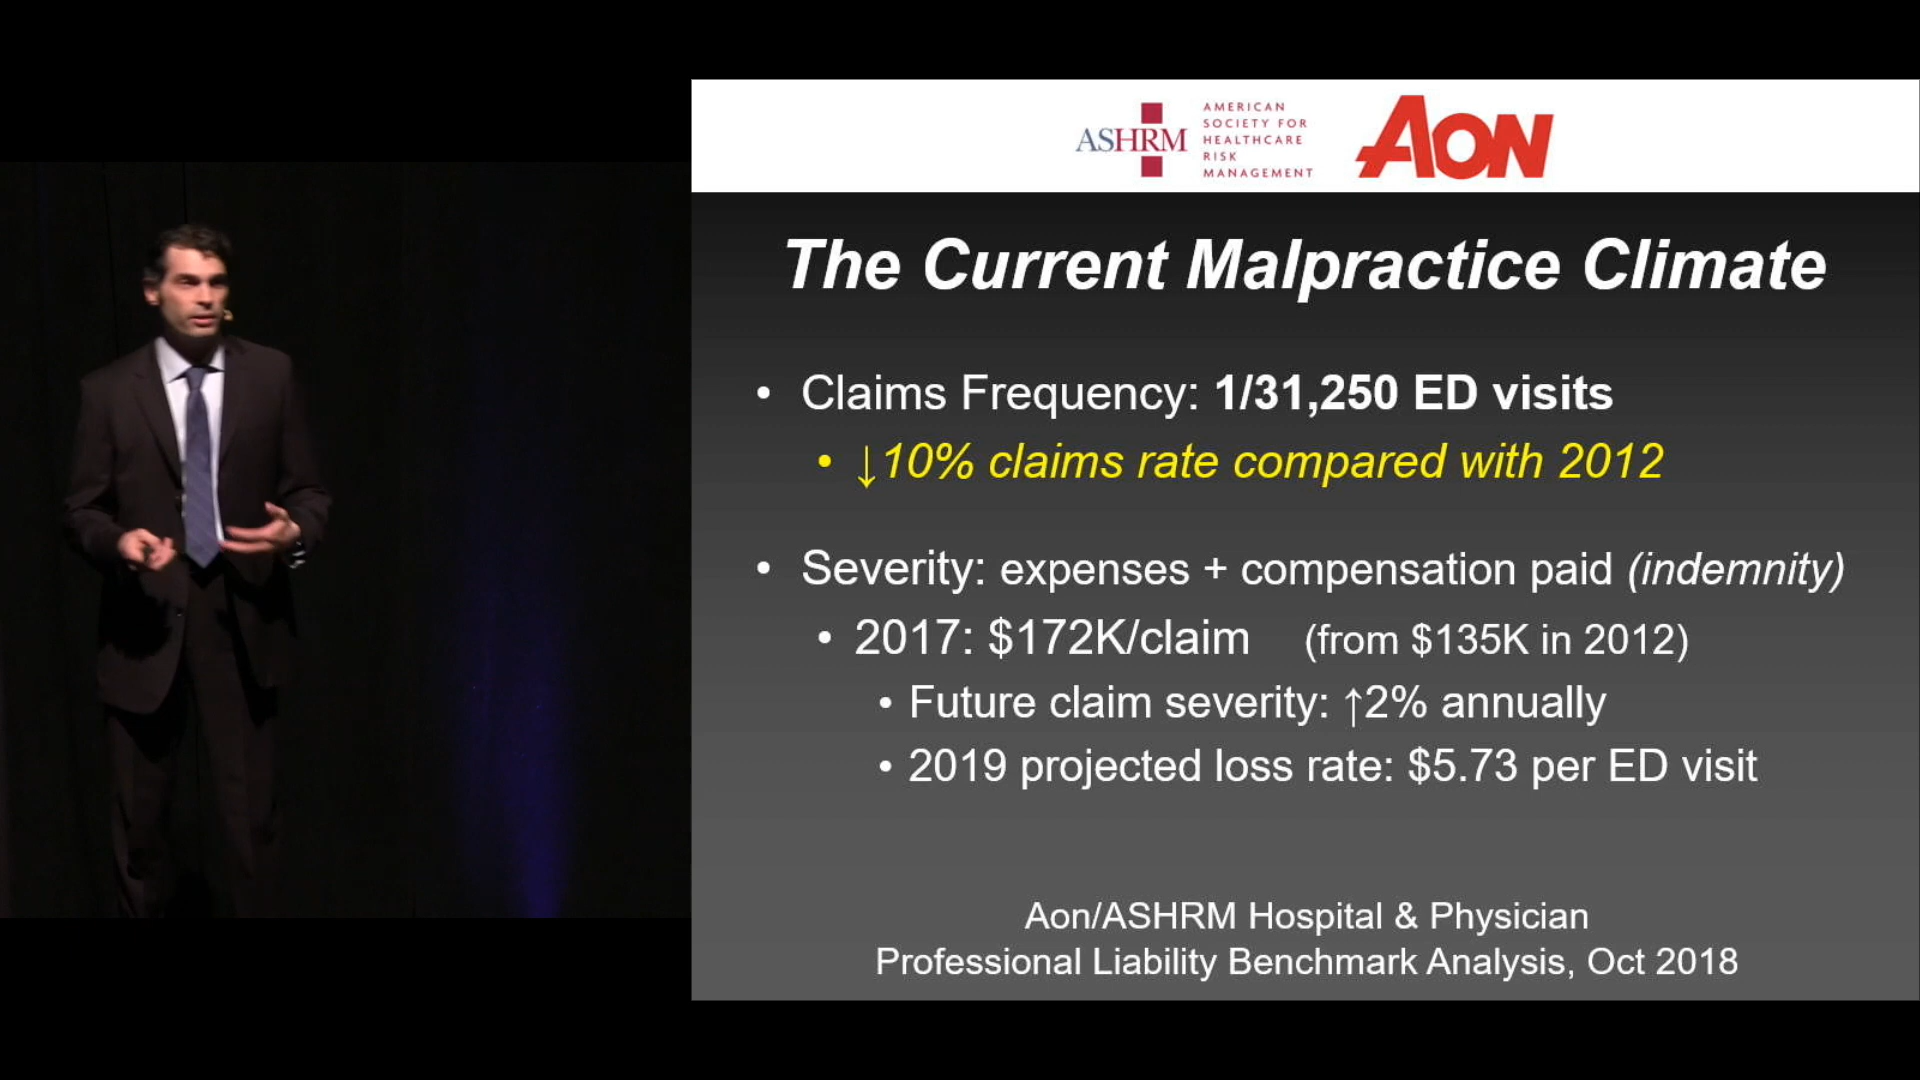 ASHRM
AMERICAN
SOCIETY FOR
HEALTHCARE
RISK
MANAGEMENT
AON
The Current Malpractice Climate
• Claims Frequency: 1/31,250 ED visits
• ↓10% claims rate compared with 2012
• Severity: expenses + compensation paid (indemnity)
• 2017: $172K/claim (from $135K in 2012)
• Future claim severity: ↑2% annually
• 2019 projected loss rate: $5.73 per ED visit
Aon/ASHRM Hospital & Physician
Professional Liability Benchmark Analysis, Oct 2018